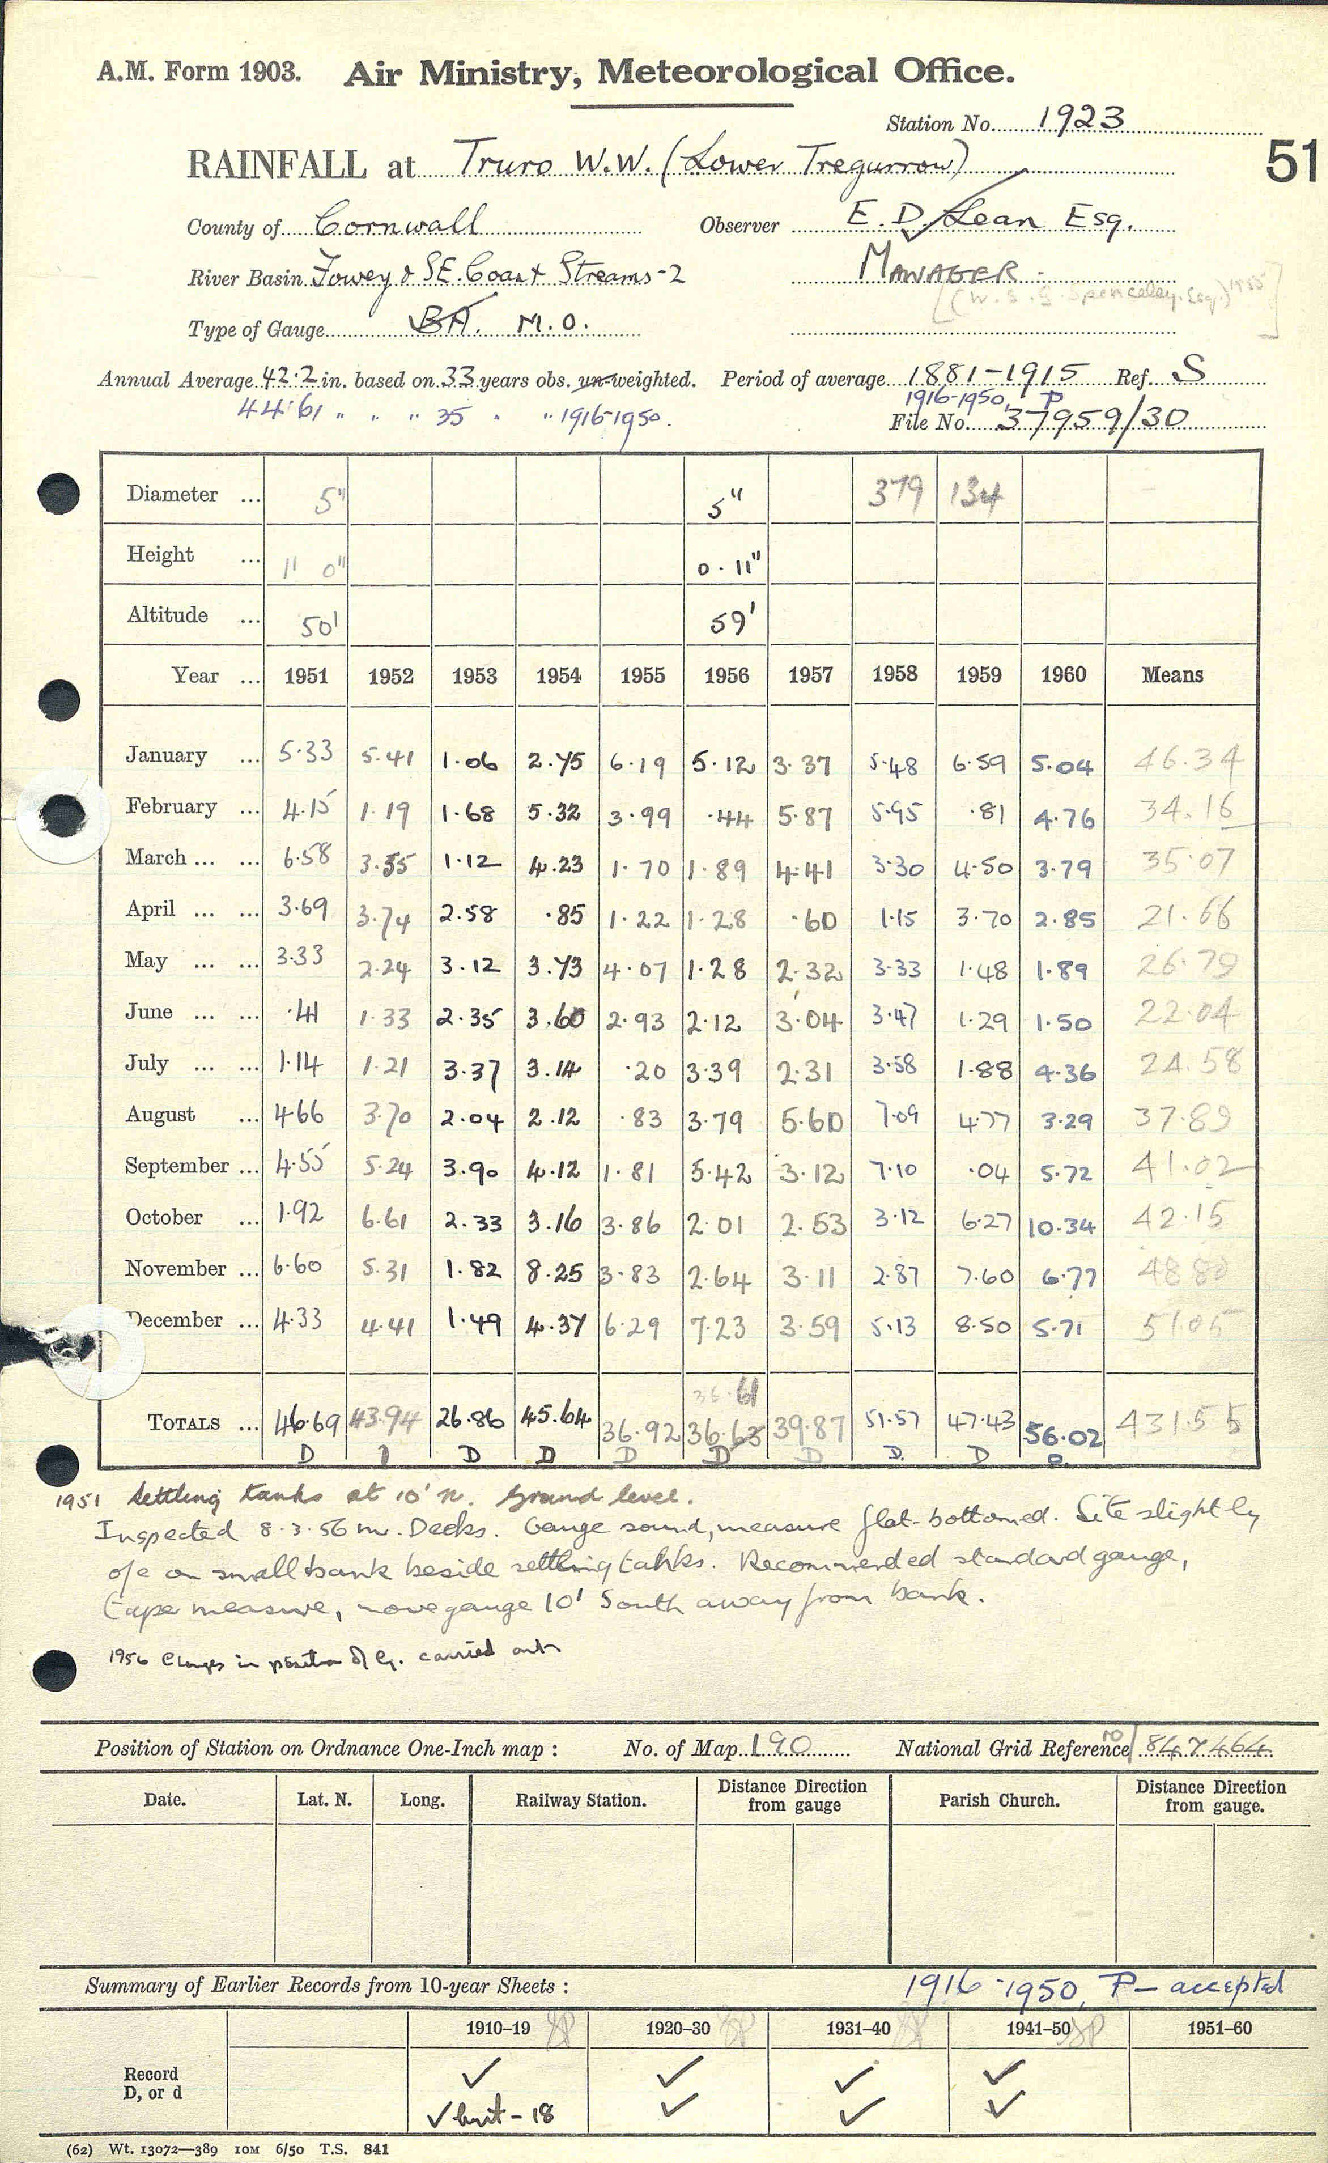 A.M. Form 1903. Air Ministry, Meteorological Office.
Station No. 1923
RAINFALL at Truro W.W. (Lower Tregurrow)
51
County of Cornwall Observer E. D. Lean Esq.
River Basin Fowey & SE. Coast Streams-2 MANAGER
(W. S. G. Spenceley. Esq.) 1955
Type of Gauge BA. M.O.
Annual Average 42.2 in. based on 33 years obs. un-weighted. Period of average 1881-1915 Ref. S
44.61 " " " 35 " " 1916-1950. 1916-1950, P
File No. 37959/30
Diameter ... 5" 5" 379 134
Height ... 1' 0" 0.11"
Altitude ... 50' 59'
Year ... 1951 1952 1953 1954 1955 1956 1957 1958 1959 1960 Means
January ... 5.33 5.41 1.06 2.75 6.19 5.12 3.37 5.48 6.59 5.04 46.34
February ... 4.15 1.19 1.68 5.32 3.99 .44 5.87 5.95 .81 4.76 34.16
March ... ... 6.58 3.55 1.12 4.23 1.70 1.89 4.41 3.30 4.50 3.79 35.07
April ... ... 3.69 3.74 2.58 .85 1.22 1.28 .60 1.15 3.70 2.85 21.66
May ... ... 3.33 2.24 3.12 3.73 4.07 1.28 2.32 3.33 1.48 1.89 26.79
June ... ... .41 1.33 2.35 3.60 2.93 2.12 3.04 3.47 1.29 1.50 22.04
July ... ... 1.14 1.21 3.37 3.14 .20 3.39 2.31 3.58 1.88 4.36 24.58
August ... 4.66 3.70 2.04 2.12 .83 3.79 5.60 7.09 4.77 3.29 37.89
September ... 4.55 5.24 3.90 4.12 1.81 5.42 3.12 7.10 .04 5.72 41.02
October ... 1.92 6.61 2.33 3.16 3.86 2.01 2.53 3.12 6.27 10.34 42.15
November ... 6.60 5.31 1.82 8.25 3.83 2.64 3.11 2.87 7.60 6.77 48.80
December ... 4.33 4.41 1.49 4.37 6.29 7.23 3.59 5.13 8.50 5.71 51.05
36.61
TOTALS ... 46.69 43.94 26.86 45.64 36.92 36.63 39.87 51.57 47.43 56.02 431.55
D D D D D D D D D
1951 Settling tanks at 10' N. Ground level.
Inspected 8.3.56 Mr. Decks. Gauge sound, measure flat-bottomed. Site slightly
o/e on small bank beside settling tanks. Recommended standard gauge,
tape measure, move gauge 10' South away from bank.
1956 Changes in position of G. carried out
Position of Station on Ordnance One-Inch map : No. of Map 190 National Grid Reference 10/847464
Date. Lat. N. Long. Railway Station. Distance Direction from gauge Parish Church. Distance Direction from gauge.
Summary of Earlier Records from 10-year Sheets : 1916-1950, P- accepted
1910–19 1920–30 1931–40 1941–50 1951–60
Record ✓ ✓ ✓ ✓
D, or d ✓ but - 18 ✓ ✓ ✓
(62) Wt. 13072—389 10M 6/50 T.S. 841